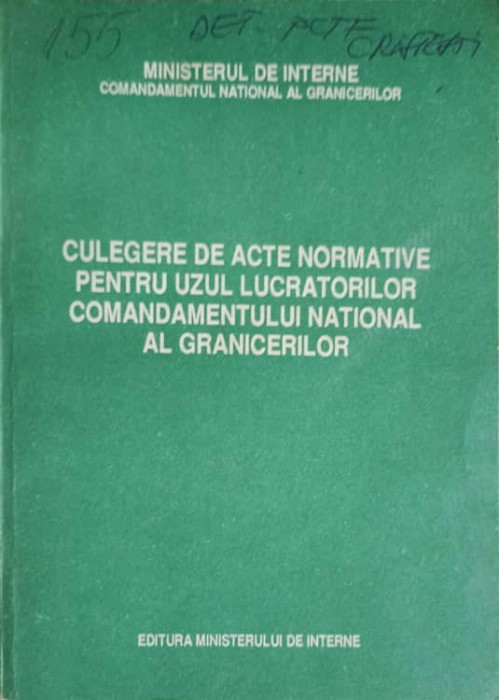 155 DET. ACTE
MINISTERUL DE INTERNE
COMANDAMENTUL NATIONAL AL GRANICERILOR
CULEGERE DE ACTE NORMATIVE
PENTRU UZUL LUCRATORILOR
COMANDAMENTULUI NATIONAL
AL GRANICERILOR
EDITURA MINISTERULUI DE INTERNE